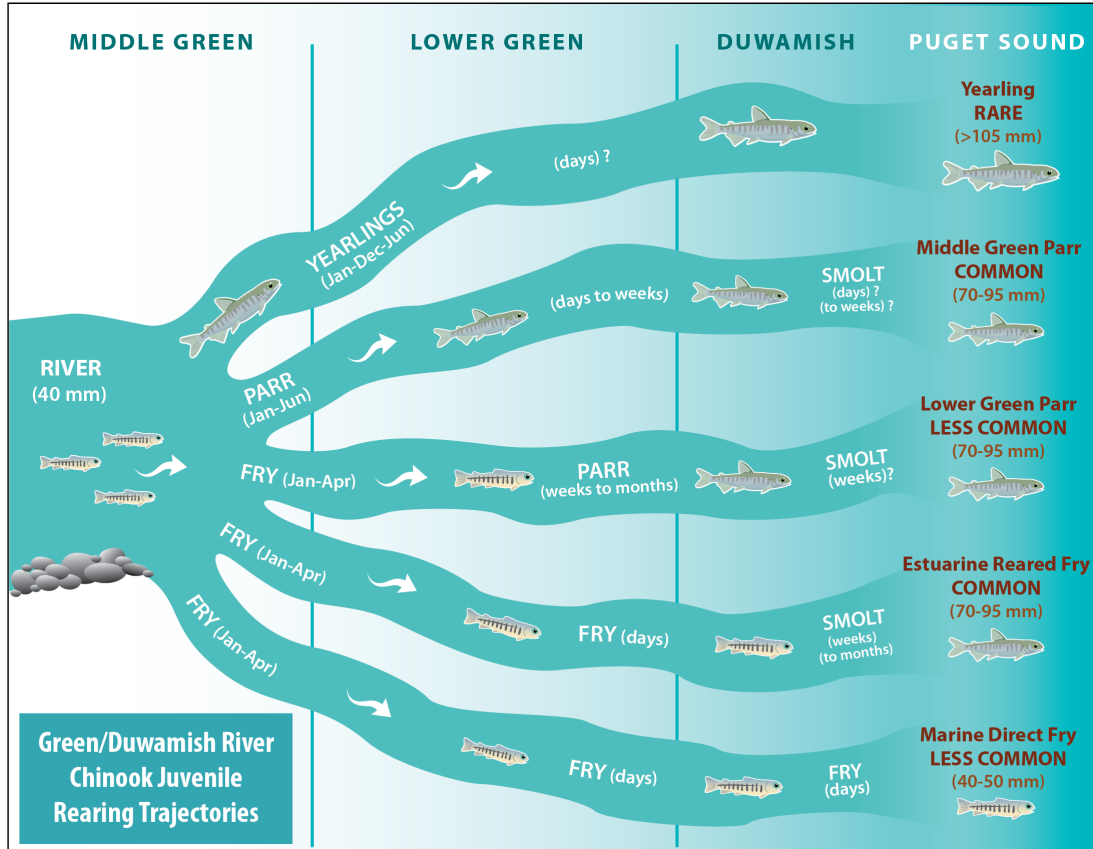 MIDDLE GREEN
LOWER GREEN
DUWAMISH
PUGET SOUND
YEARLINGS
(Jan-Dec-Jun)
(days) ?
Yearling
RARE
(>105 mm)
RIVER
(40 mm)
PARR
(Jan-Jun)
(days to weeks)
SMOLT
(days) ?
(to weeks) ?
Middle Green Parr
COMMON
(70-95 mm)
FRY (Jan-Apr)
PARR
(weeks to months)
SMOLT
(weeks)?
Lower Green Parr
LESS COMMON
(70-95 mm)
FRY (Jan-Apr)
FRY (days)
SMOLT
(weeks)
(to months)
Estuarine Reared Fry
COMMON
(70-95 mm)
FRY (Jan-Apr)
FRY (days)
FRY
(days)
Marine Direct Fry
LESS COMMON
(40-50 mm)
Green/Duwamish River
Chinook Juvenile
Rearing Trajectories